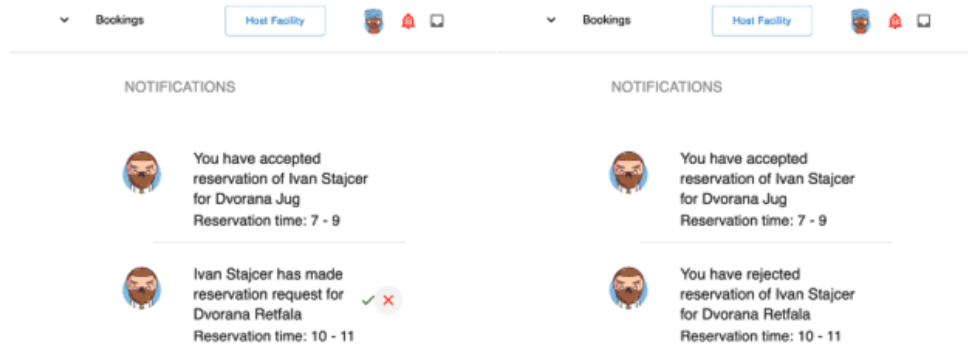 Bookings
Host Facility
NOTIFICATIONS
You have accepted
reservation of Ivan Stajcer
for Dvorana Jug
Reservation time: 7 - 9
Ivan Stajcer has made
reservation request for
Dvorana Retfala
Reservation time: 10 - 11
Bookings
Host Facility
NOTIFICATIONS
You have accepted
reservation of Ivan Stajcer
for Dvorana Jug
Reservation time: 7 - 9
You have rejected
reservation of Ivan Stajcer
for Dvorana Retfala
Reservation time: 10 - 11